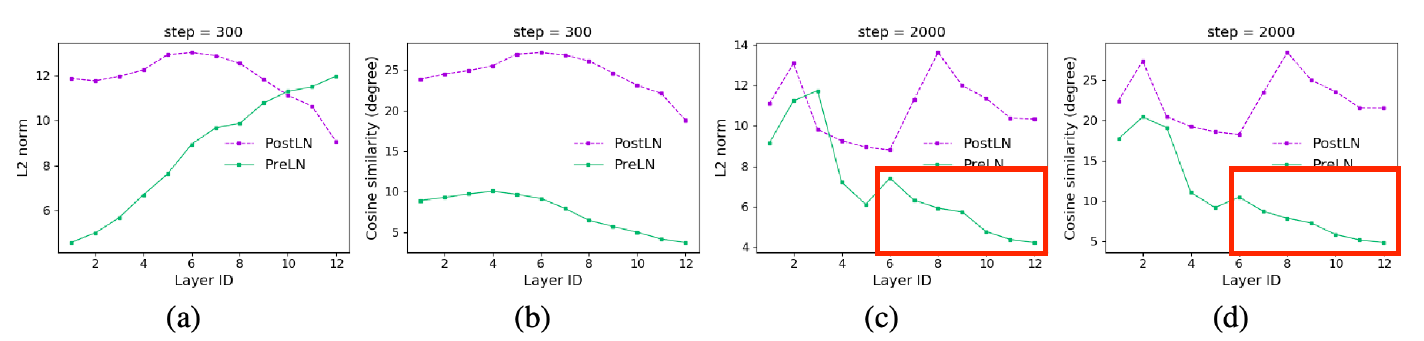 step = 300
L2 norm
12
10
8
6
PostLN
PreLN
2 4 6 8 10 12
Layer ID
(a)
step = 300
Cosine similarity (degree)
25
20
15
10
5
PostLN
PreLN
2 4 6 8 10 12
Layer ID
(b)
step = 2000
L2 norm
14
12
10
8
6
4
PostLN
PreLN
2 4 6 8 10 12
Layer ID
(c)
step = 2000
Cosine similarity (degree)
25
20
15
10
5
PostLN
PreLN
2 4 6 8 10 12
Layer ID
(d)